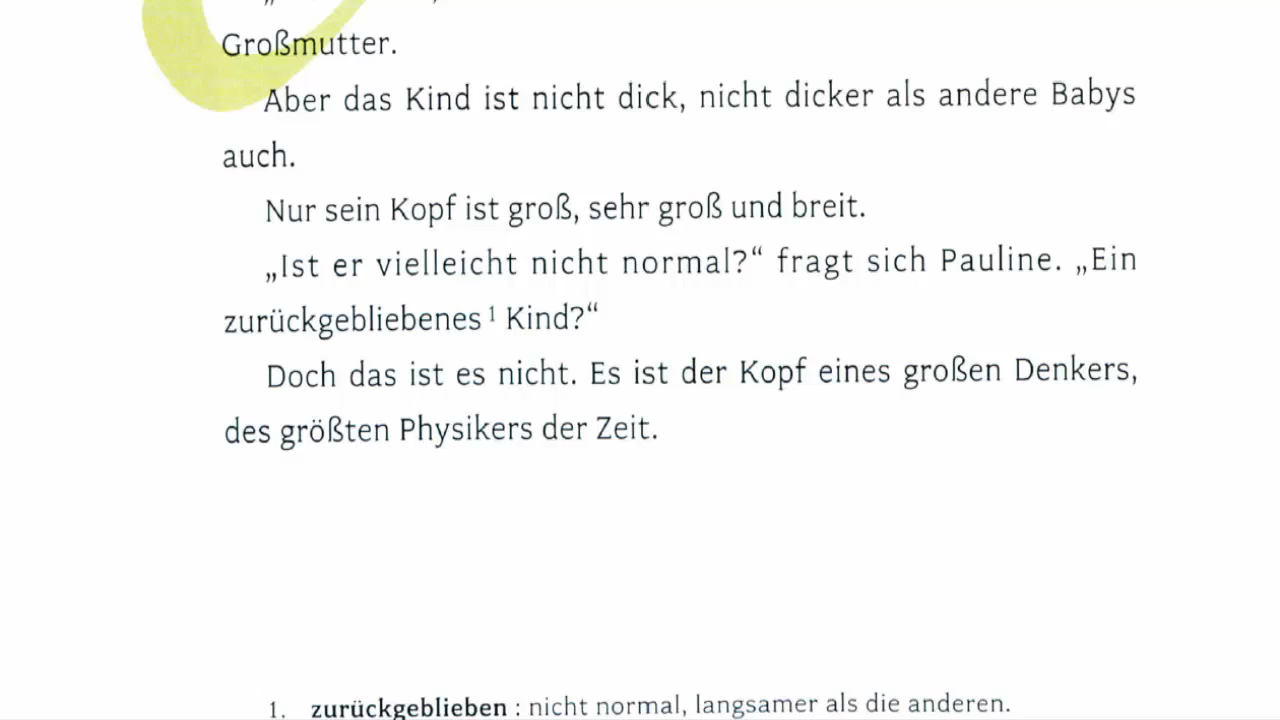 Großmutter.
Aber das Kind ist nicht dick, nicht dicker als andere Babys
auch.
Nur sein Kopf ist groß, sehr groß und breit.
„Ist er vielleicht nicht normal?“ fragt sich Pauline. „Ein
zurückgebliebenes ¹ Kind?“
Doch das ist es nicht. Es ist der Kopf eines großen Denkers,
des größten Physikers der Zeit.
1. zurückgeblieben : nicht normal, langsamer als die anderen.